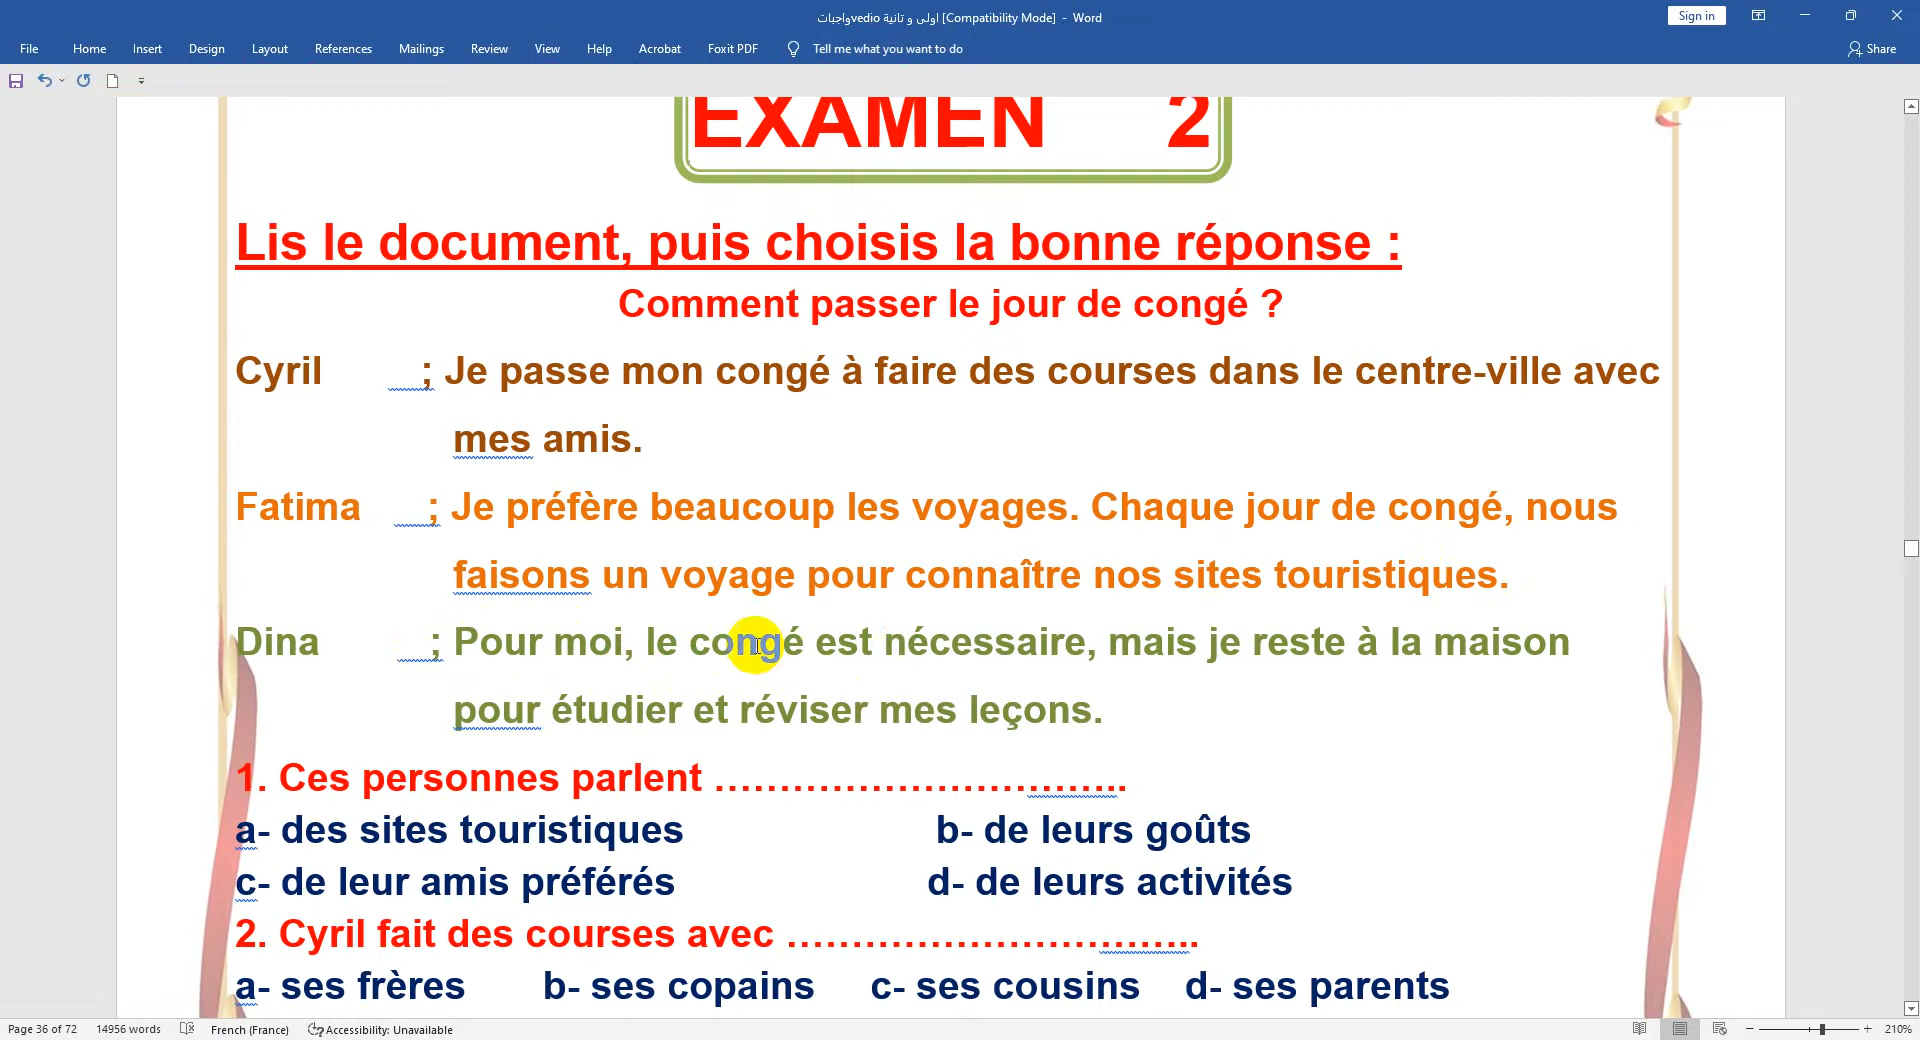 واجباتvedio اولى و ثانية [Compatibility Mode] - Word
Sign in
File Home Insert Design Layout References Mailings Review View Help Acrobat Foxit PDF Tell me what you want to do Share
EXAMEN 2
Lis le document, puis choisis la bonne réponse :
Comment passer le jour de congé ?
Cyril ; Je passe mon congé à faire des courses dans le centre-ville avec
mes amis.
Fatima ; Je préfère beaucoup les voyages. Chaque jour de congé, nous
faisons un voyage pour connaître nos sites touristiques.
Dina ; Pour moi, le congé est nécessaire, mais je reste à la maison
pour étudier et réviser mes leçons.
1. Ces personnes parlent ……………………………..
a- des sites touristiques b- de leurs goûts
c- de leur amis préférés d- de leurs activités
2. Cyril fait des courses avec ……………………………..
a- ses frères b- ses copains c- ses cousins d- ses parents
Page 36 of 72 14956 words French (France) Accessibility: Unavailable 210%